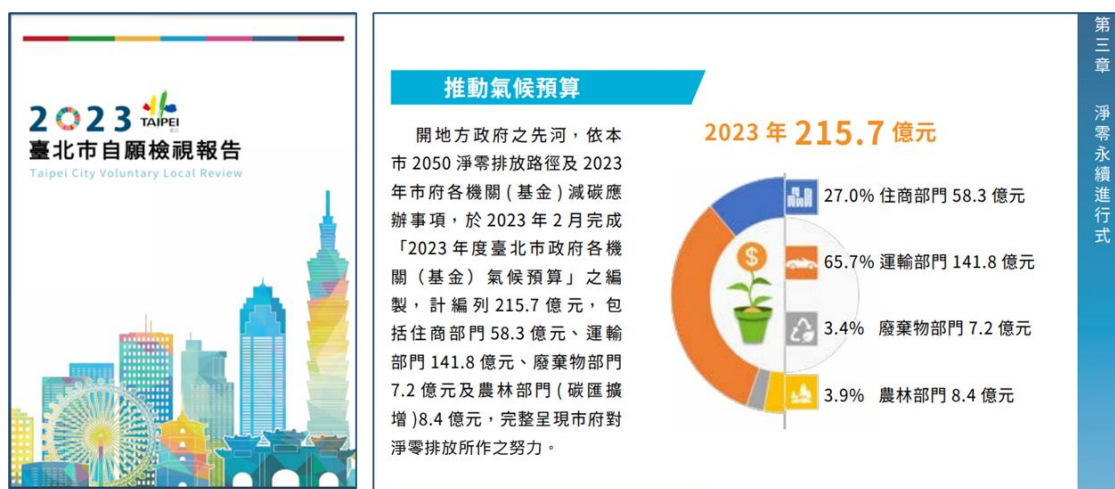 2023 TAIPEI
臺北市自願檢視報告
Taipei City Voluntary Local Review
推動氣候預算
開地方政府之先河，依本
市 2050 淨零排放路徑及 2023
年市府各機關 ( 基金 ) 減碳應
辦事項，於 2023 年 2 月完成
「2023 年度臺北市政府各機
關（基金）氣候預算」之編
製，計編列 215.7 億元，包
括住商部門 58.3 億元、運輸
部門 141.8 億元、廢棄物部門
7.2 億元及農林部門 ( 碳匯擴
增 )8.4 億元，完整呈現市府對
淨零排放所作之努力。
2023 年 215.7 億元
27.0% 住商部門 58.3 億元
65.7% 運輸部門 141.8 億元
3.4% 廢棄物部門 7.2 億元
3.9% 農林部門 8.4 億元
$
第三章 淨零永續進行式